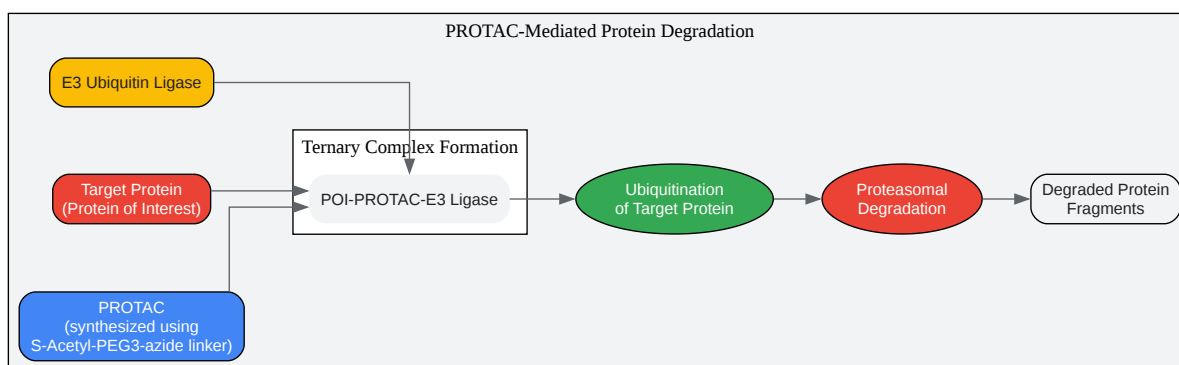 PROTAC-Mediated Protein Degradation
E3 Ubiquitin Ligase
Ternary Complex Formation
Target Protein
(Protein of Interest)
POI-PROTAC-E3 Ligase
Ubiquitination
of Target Protein
Proteasomal
Degradation
Degraded Protein
Fragments
PROTAC
(synthesized using
S-Acetyl-PEG3-azide linker)